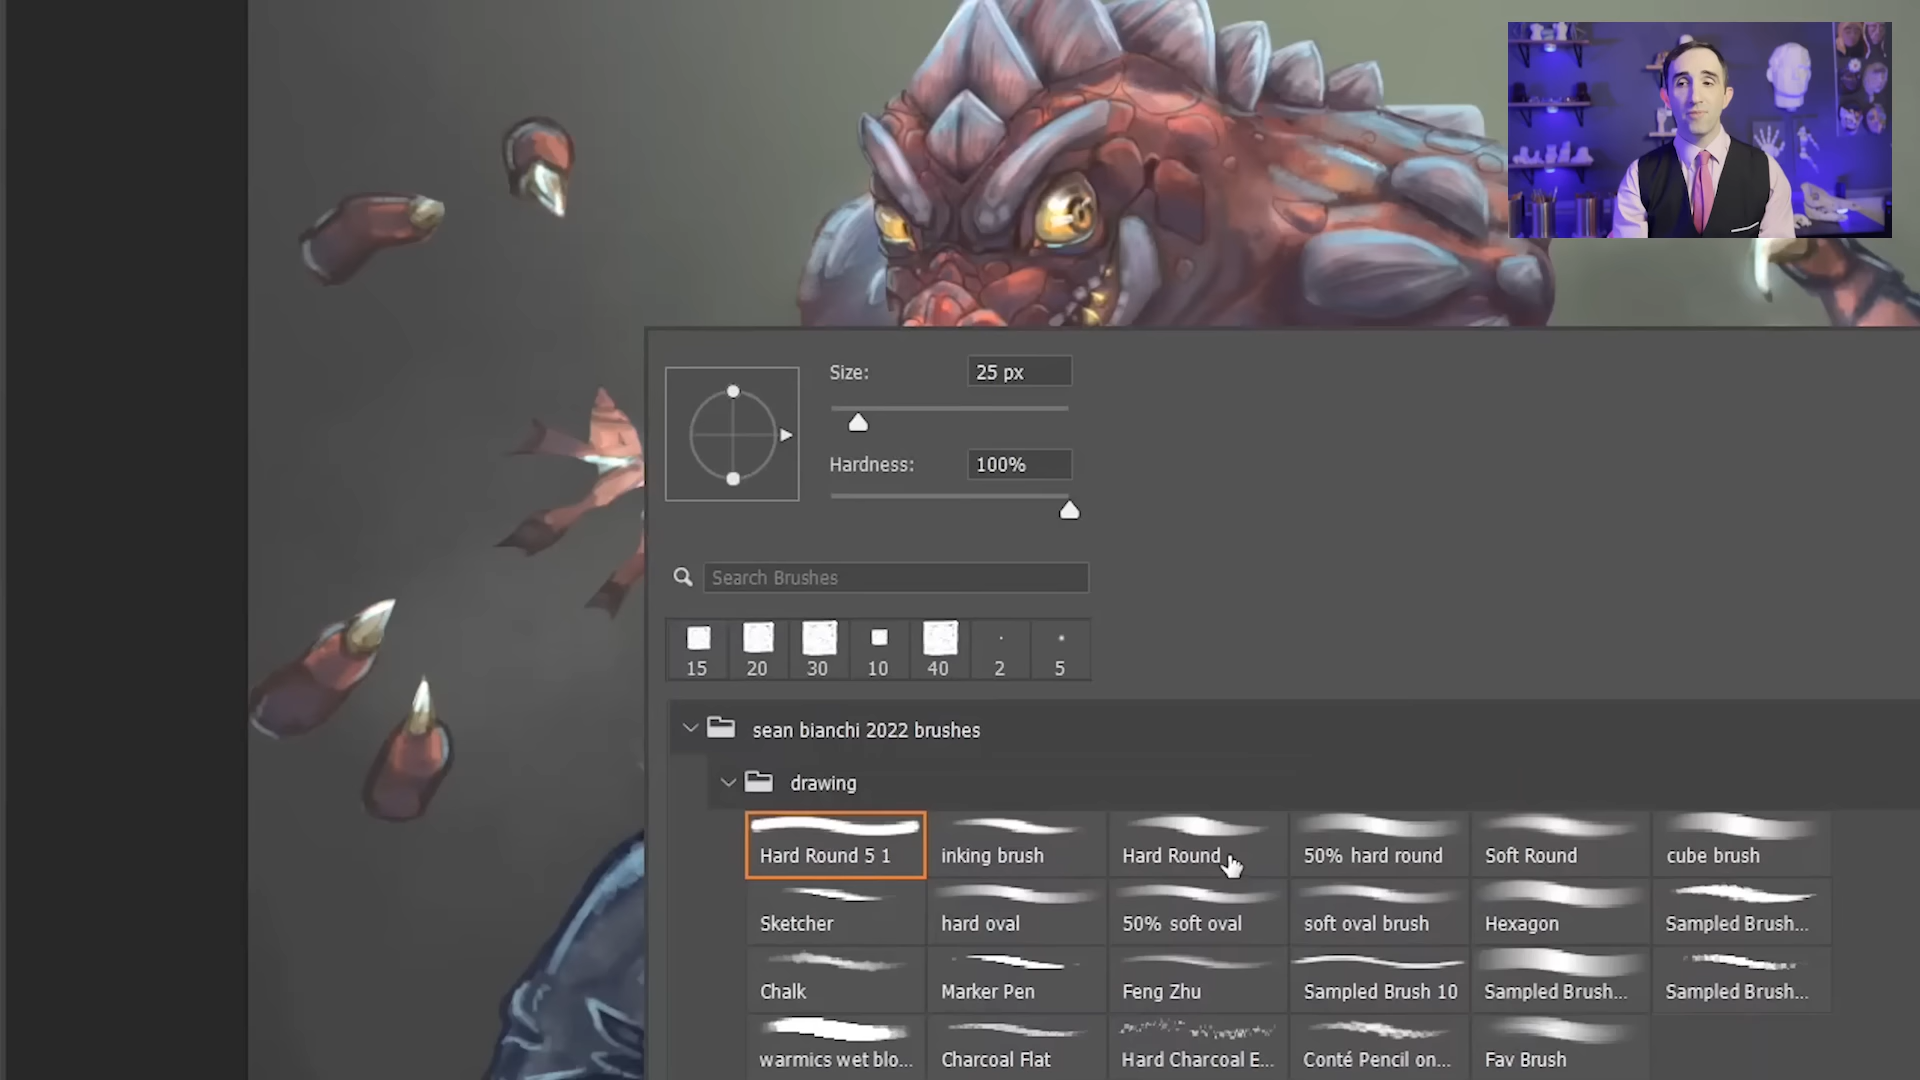 Size:
25 px
Hardness:
100%
Search Brushes
15 20 30 10 40 2 5
sean bianchi 2022 brushes
drawing
Hard Round 5 1 inking brush Hard Round 50% hard round Soft Round cube brush
Sketcher hard oval 50% soft oval soft oval brush Hexagon Sampled Brush...
Chalk Marker Pen Feng Zhu Sampled Brush 10 Sampled Brush... Sampled Brush...
warmics wet blo... Charcoal Flat Hard Charcoal E... Conté Pencil on... Fav Brush